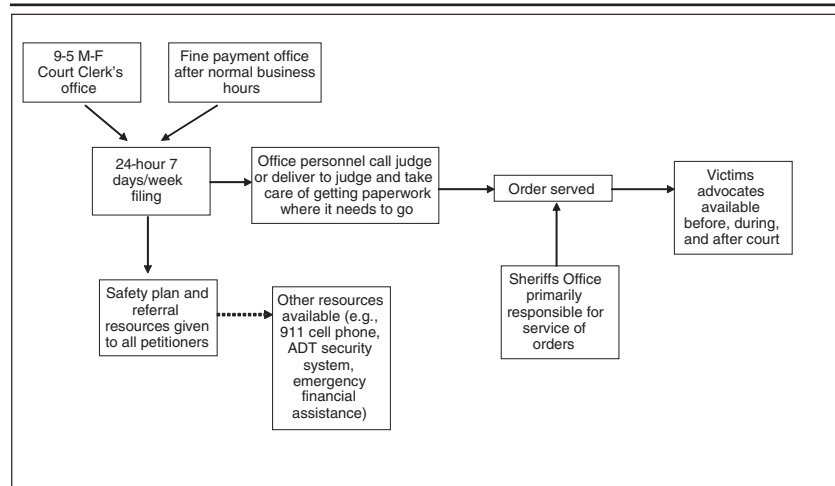 9-5 M-F
Court Clerk's
office
Fine payment office
after normal business
hours
24-hour 7
days/week
filing
Office personnel call judge
or deliver to judge and take
care of getting paperwork
where it needs to go
Order served
Victims
advocates
available
before, during,
and after court
Safety plan and
referral
resources given
to all petitioners
Other resources
available (e.g.,
911 cell phone,
ADT security
system,
emergency
financial
assistance)
Sheriffs Office
primarily
responsible for
service of
orders